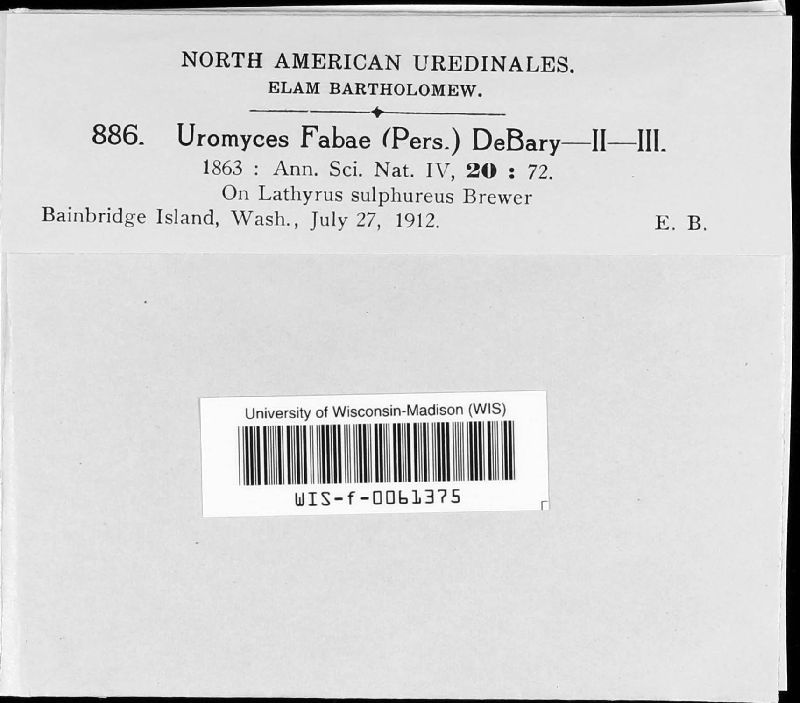 NORTH AMERICAN UREDINALES.
ELAM BARTHOLOMEW.
886. Uromyces Fabae (Pers.) DeBary—II—III.
1863 : Ann. Sci. Nat. IV, 20 : 72.
On Lathyrus sulphureus Brewer
Bainbridge Island, Wash., July 27, 1912. E. B.
University of Wisconsin-Madison (WIS)
WIS-f-0061375